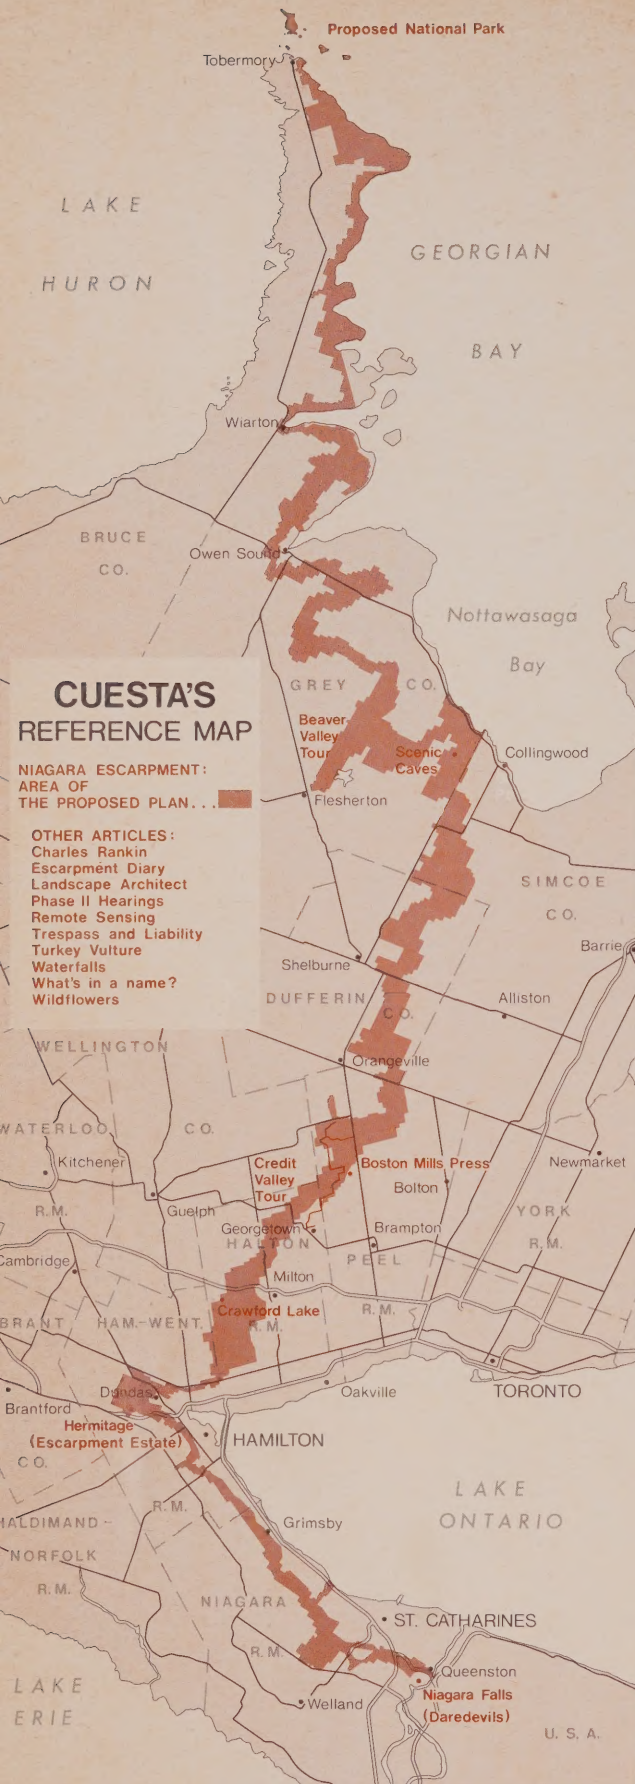 Proposed National Park
Tobermory
LAKE
HURON
GEORGIAN
BAY
Wiarton
BRUCE
CO.
Owen Sound
Nottawasaga
Bay
CUESTA'S
REFERENCE MAP
NIAGARA ESCARPMENT:
AREA OF
THE PROPOSED PLAN...
OTHER ARTICLES:
Charles Rankin
Escarpment Diary
Landscape Architect
Phase II Hearings
Remote Sensing
Trespass and Liability
Turkey Vulture
Waterfalls
What's in a name?
Wildflowers
GREY CO.
Beaver
Valley
Tour
Scenic
Caves
Collingwood
Flesherton
SIMCOE
CO.
Barrie
Shelburne
DUFFERIN
CO.
Alliston
WELLINGTON
CO.
Orangeville
WATERLOO
R.M.
Kitchener
Credit
Valley
Tour
Boston Mills Press
Newmarket
Bolton
Guelph
YORK
R.M.
Georgetown
HALTON
R.M.
Brampton
PEEL
R.M.
Cambridge
Milton
Crawford Lake
BRANT
CO.
HAM.-WENT.
R.M.
Dundas
Oakville
TORONTO
Brantford
Hermitage
(Escarpment Estate)
HAMILTON
LAKE
ONTARIO
HALDIMAND-
NORFOLK
R.M.
Grimsby
NIAGARA
R.M.
ST. CATHARINES
LAKE
ERIE
Queenston
Welland
Niagara Falls
(Daredevils)
U.S.A.